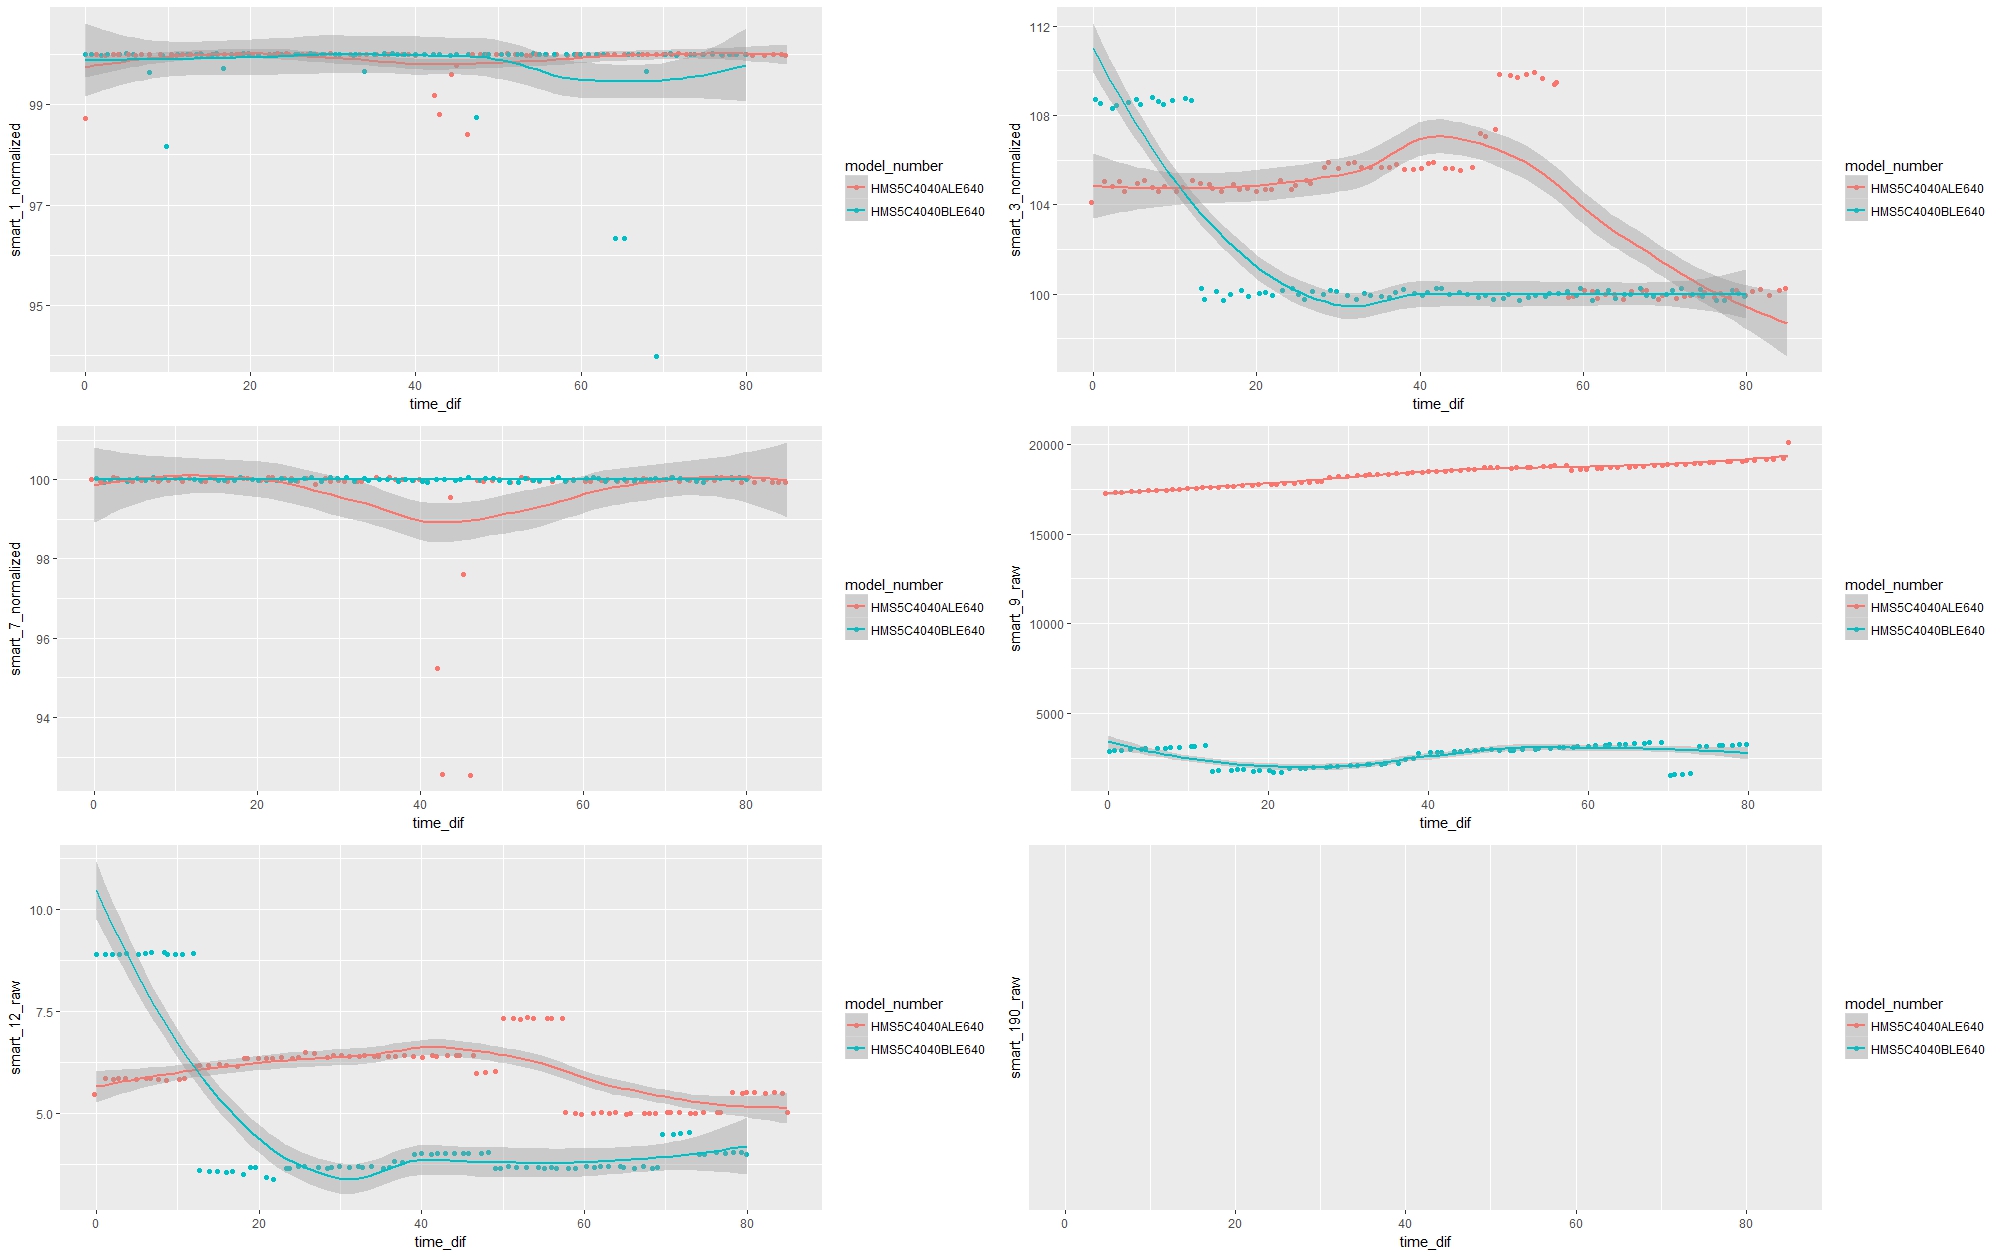 smart_1_normalized
99
97
95
0 20 40 60 80
time_dif
model_number
HMS5C4040ALE640
HMS5C4040BLE640
smart_3_normalized
112
108
104
100
0 20 40 60 80
time_dif
model_number
HMS5C4040ALE640
HMS5C4040BLE640
smart_7_normalized
100
98
96
94
0 20 40 60 80
time_dif
model_number
HMS5C4040ALE640
HMS5C4040BLE640
smart_9_raw
20000
15000
10000
5000
0 20 40 60 80
time_dif
model_number
HMS5C4040ALE640
HMS5C4040BLE640
smart_12_raw
10.0
7.5
5.0
0 20 40 60 80
time_dif
model_number
HMS5C4040ALE640
HMS5C4040BLE640
smart_190_raw
0 20 40 60 80
time_dif
model_number
HMS5C4040ALE640
HMS5C4040BLE640